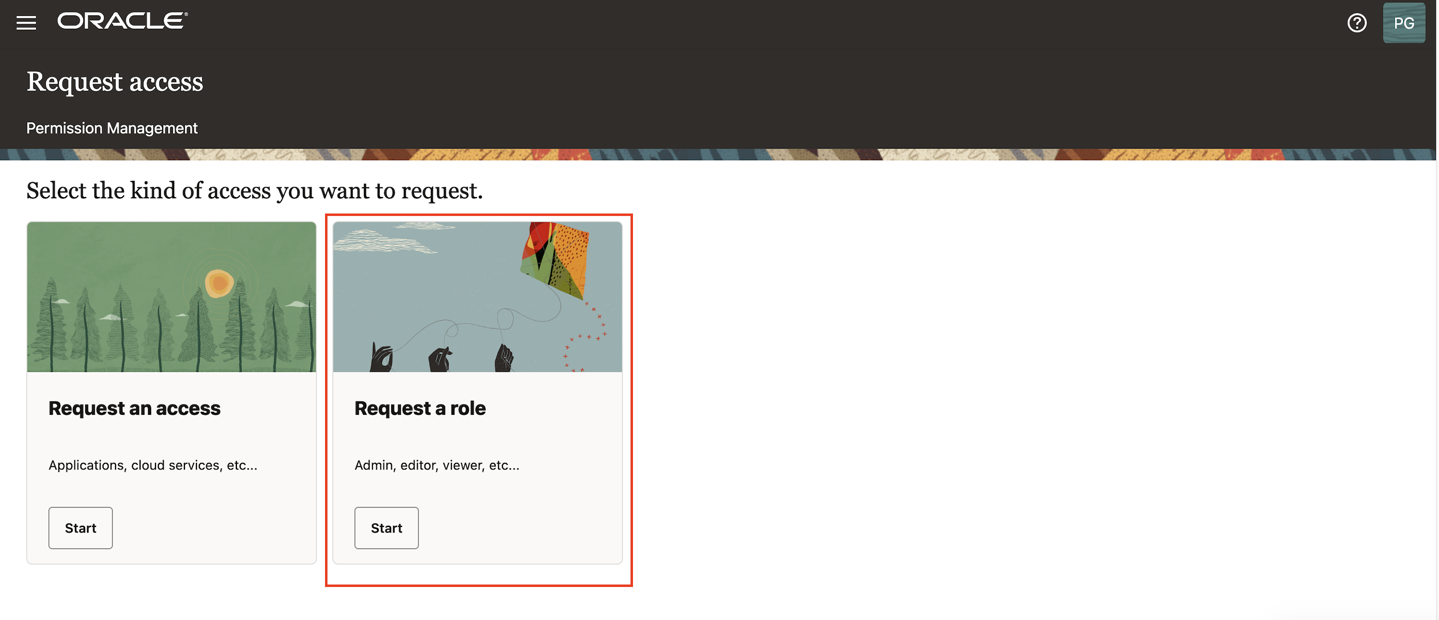 ORACLE
PG
Request access
Permission Management
Select the kind of access you want to request.
Request an access
Applications, cloud services, etc...
Start
Request a role
Admin, editor, viewer, etc...
Start